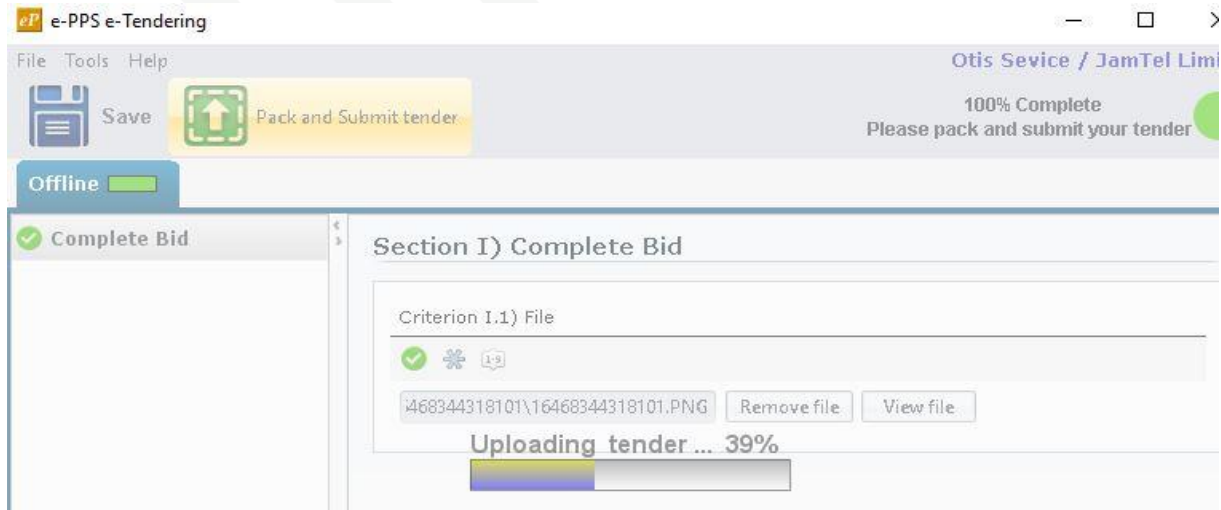 eP e-PPS e-Tendering
File Tools Help
Otis Sevice / JamTel Limi
Save
Pack and Submit tender
100% Complete
Please pack and submit your tender
Offline
Complete Bid
Section I) Complete Bid
Criterion I.1) File
1-9
468344318101\16468344318101.PNG
Remove file
View file
Uploading tender ... 39%